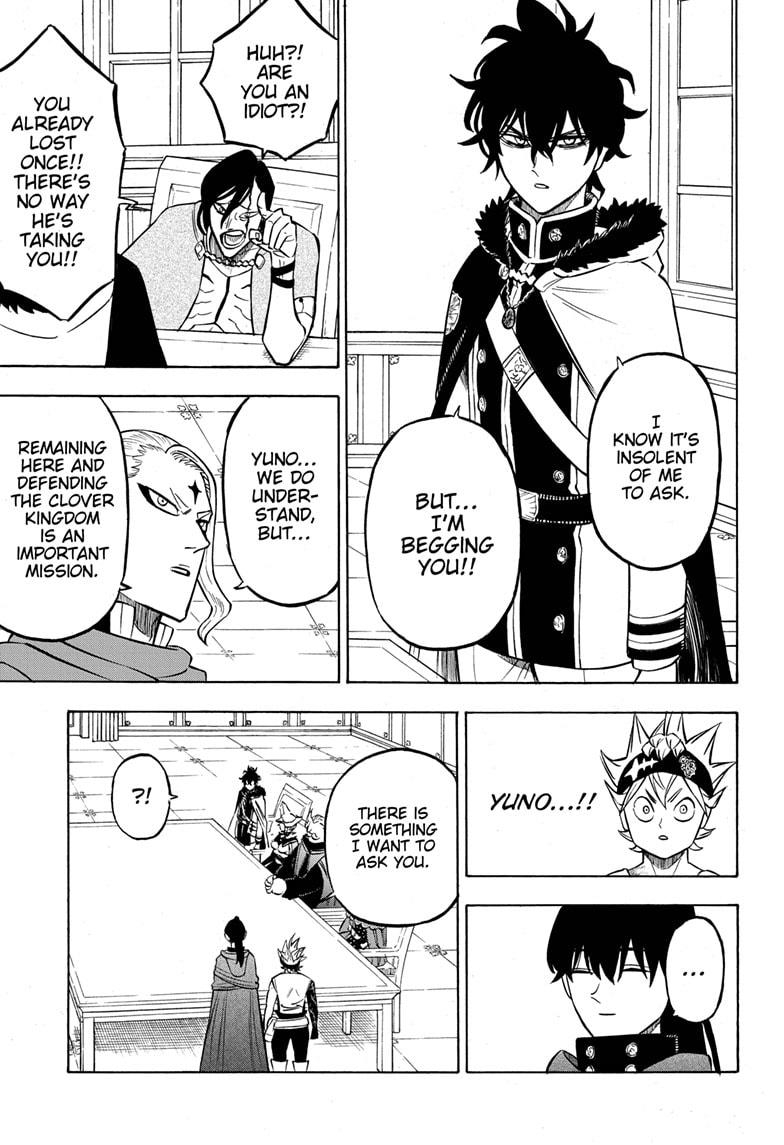 I
KNOW IT'S
INSOLENT
OF ME
TO ASK.
BUT...
I'M
BEGGING
YOU!!
HUH?!
ARE
YOU AN
IDIOT?!
YOU
ALREADY
LOST
ONCE!!
THERE'S
NO WAY
HE'S
TAKING
YOU!!
YUNO...
WE DO
UNDER-
STAND,
BUT...
REMAINING
HERE AND
DEFENDING
THE CLOVER
KINGDOM
IS AN
IMPORTANT
MISSION.
YUNO...!!
...
THERE IS
SOMETHING
I WANT TO
ASK YOU.
?!